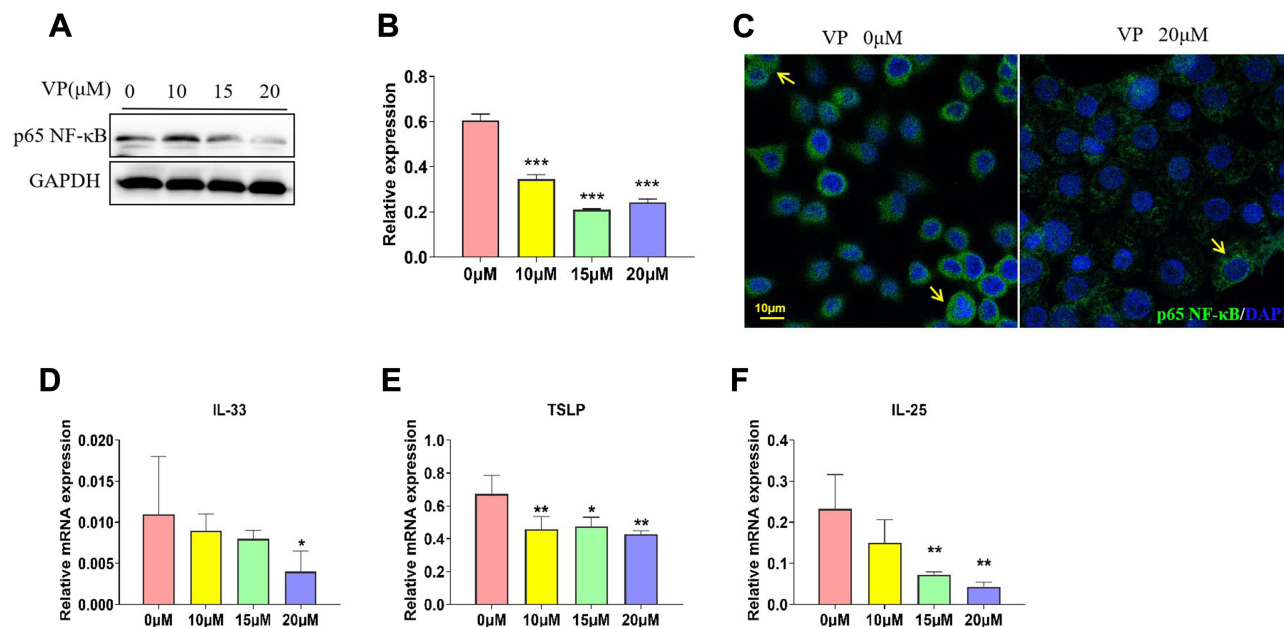 A
VP(μM) 0 10 15 20
p65 NF-κB
GAPDH
B
Relative expression
0.8
0.6
0.4
0.2
0.0
***
***
***
0μM 10μM 15μM 20μM
C
VP 0μM
VP 20μM
10μm
p65 NF-κB/DAPI
D
IL-33
Relative mRNA expression
0.020
0.015
0.010
0.005
0.000
*
0μM 10μM 15μM 20μM
E
TSLP
Relative mRNA expression
1.0
0.8
0.6
0.4
0.2
0.0
** * **
0μM 10μM 15μM 20μM
F
IL-25
Relative mRNA expression
0.4
0.3
0.2
0.1
0.0
** **
0μM 10μM 15μM 20μM